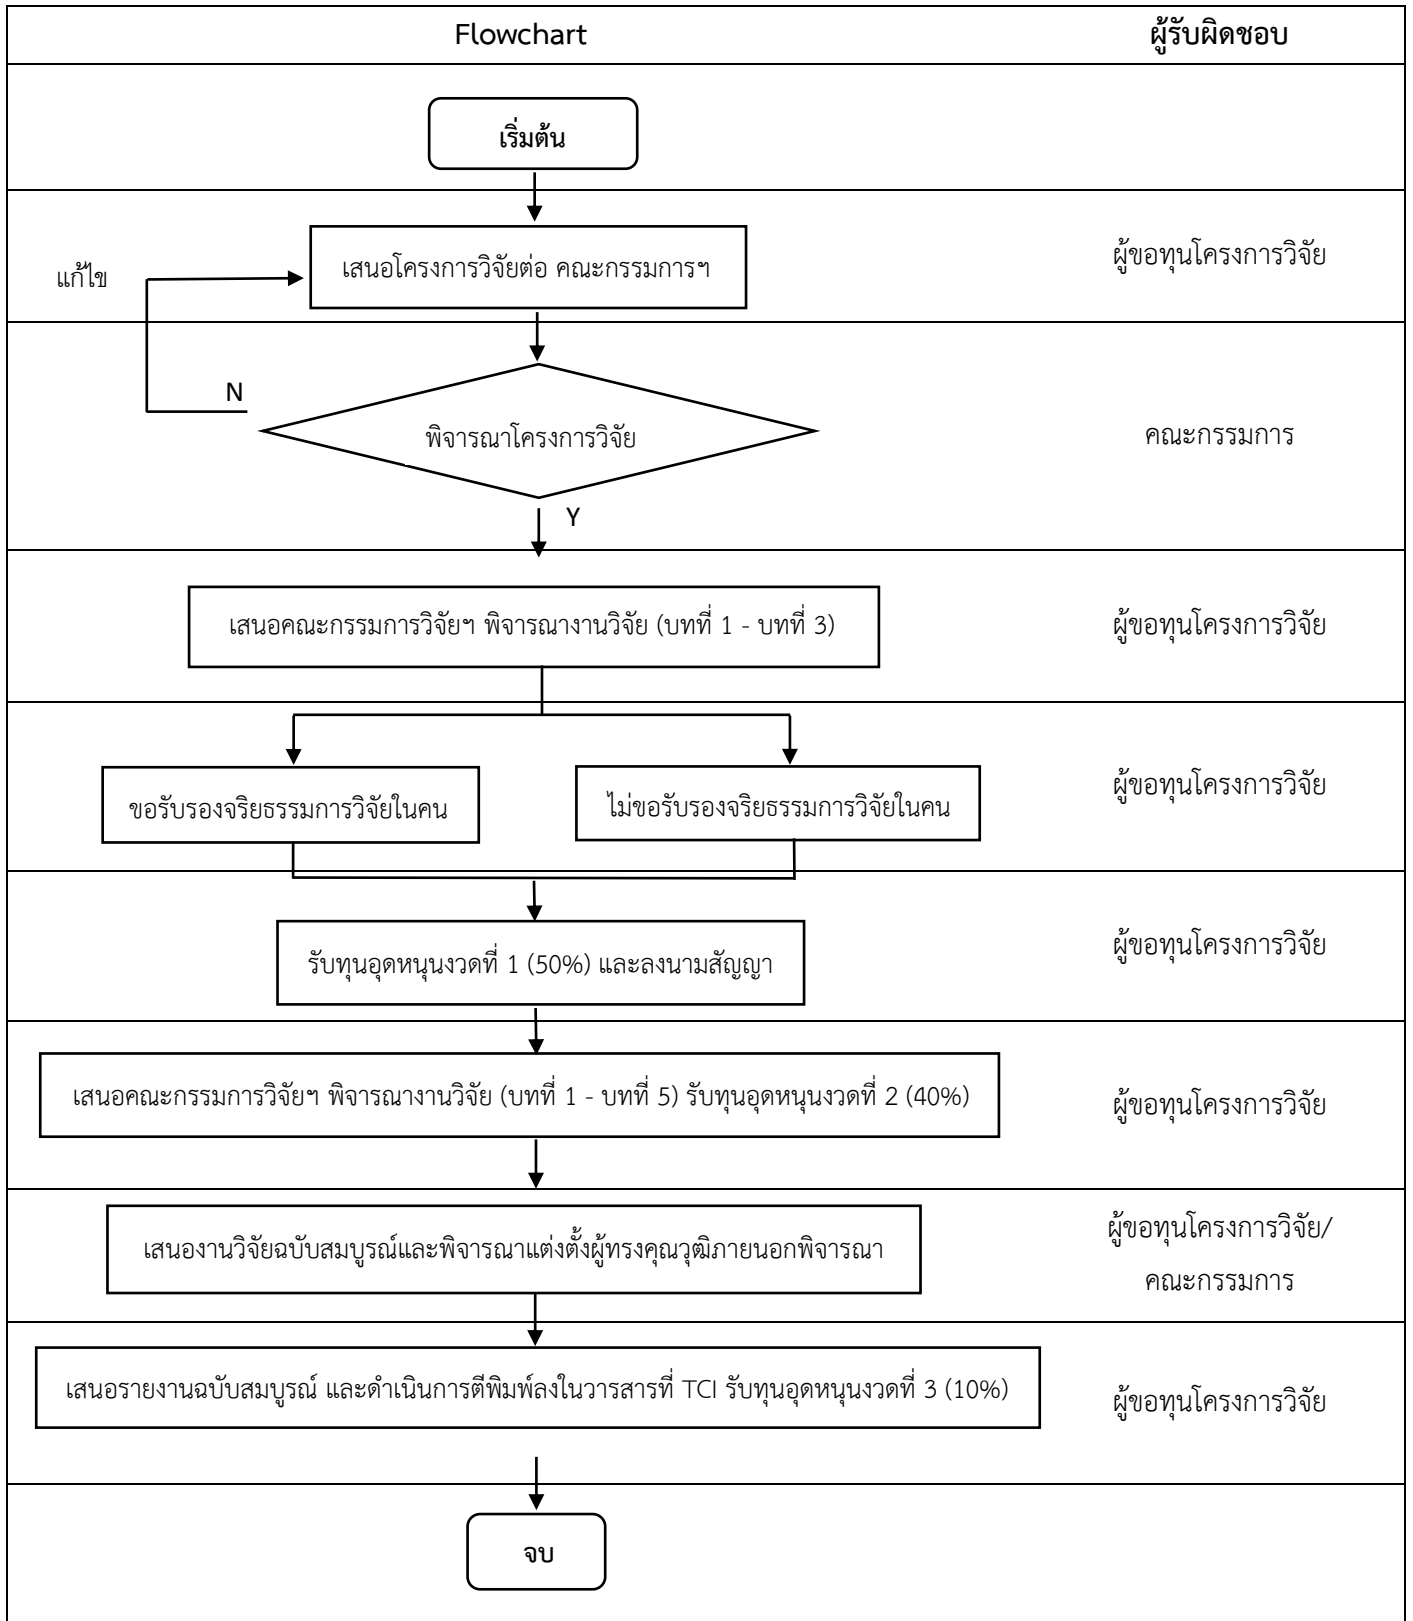 Flowchart
ผู้รับผิดชอบ
เริ่มต้น
เสนอโครงการวิจัยต่อ คณะกรรมการฯ
ผู้ขอทุนโครงการวิจัย
แก้ไข
N
พิจารณาโครงการวิจัย
คณะกรรมการ
Y
เสนอคณะกรรมการวิจัยฯ พิจารณางานวิจัย (บทที่ 1 - บทที่ 3)
ผู้ขอทุนโครงการวิจัย
ขอรับรองจริยธรรมการวิจัยในคน
ไม่ขอรับรองจริยธรรมการวิจัยในคน
ผู้ขอทุนโครงการวิจัย
รับทุนอุดหนุนงวดที่ 1 (50%) และลงนามสัญญา
ผู้ขอทุนโครงการวิจัย
เสนอคณะกรรมการวิจัยฯ พิจารณางานวิจัย (บทที่ 1 - บทที่ 5) รับทุนอุดหนุนงวดที่ 2 (40%)
ผู้ขอทุนโครงการวิจัย
เสนองานวิจัยฉบับสมบูรณ์และพิจารณาแต่งตั้งผู้ทรงคุณวุฒิภายนอกพิจารณา
ผู้ขอทุนโครงการวิจัย/
คณะกรรมการ
เสนอรายงานฉบับสมบูรณ์ และดำเนินการตีพิมพ์ลงในวารสารที่ TCI รับทุนอุดหนุนงวดที่ 3 (10%)
ผู้ขอทุนโครงการวิจัย
จบ